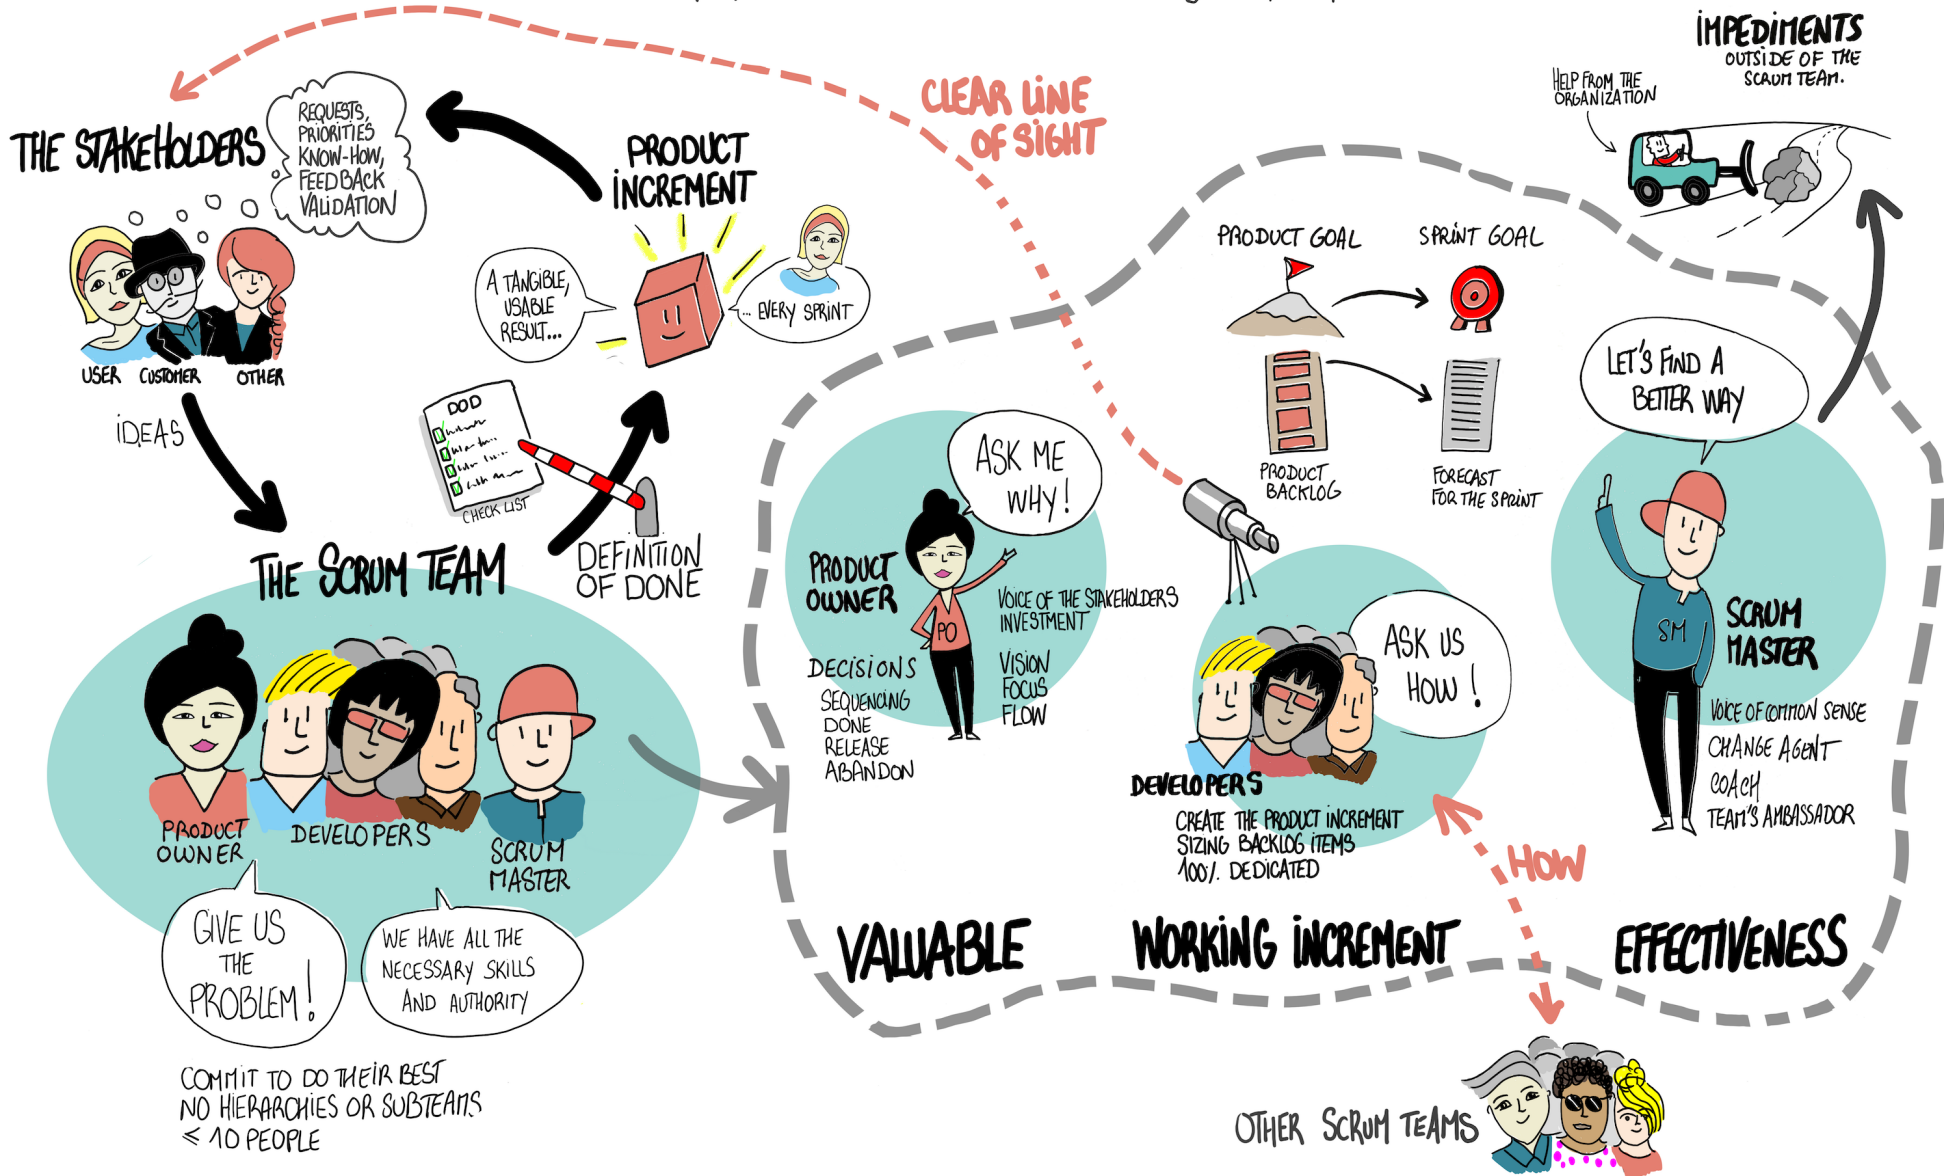 CLEAR LINE
OF SIGHT
IMPEDIMENTS
OUTSIDE OF THE
SCRUM TEAM.
HELP FROM THE
ORGANIZATION
THE STAKEHOLDERS
REQUESTS,
PRIORITIES
KNOW-HOW,
FEEDBACK
VALIDATION
USER CUSTOMER OTHER
IDEAS
PRODUCT
INCREMENT
A TANGIBLE,
USABLE
RESULT...
... EVERY SPRINT
DOD
CHECK LIST
DEFINITION
OF DONE
THE SCRUM TEAM
PRODUCT
OWNER
DEVELOPERS
SCRUM
MASTER
GIVE US
THE
PROBLEM!
WE HAVE ALL THE
NECESSARY SKILLS
AND AUTHORITY
COMMIT TO DO THEIR BEST
NO HIERARCHIES OR SUBTEAMS
≤ 10 PEOPLE
PRODUCT GOAL
SPRINT GOAL
PRODUCT
BACKLOG
FORECAST
FOR THE SPRINT
ASK ME
WHY!
PRODUCT
OWNER
PO
VOICE OF THE STAKEHOLDERS
INVESTMENT
DECISIONS
SEQUENCING
DONE
RELEASE
ABANDON
VISION
FOCUS
FLOW
VALUABLE
ASK US
HOW!
DEVELOPERS
CREATE THE PRODUCT INCREMENT
SIZING BACKLOG ITEMS
100% DEDICATED
HOW
WORKING INCREMENT
LET'S FIND A
BETTER WAY
SM
SCRUM
MASTER
VOICE OF COMMON SENSE
CHANGE AGENT
COACH
TEAM'S AMBASSADOR
EFFECTIVENESS
OTHER SCRUM TEAMS